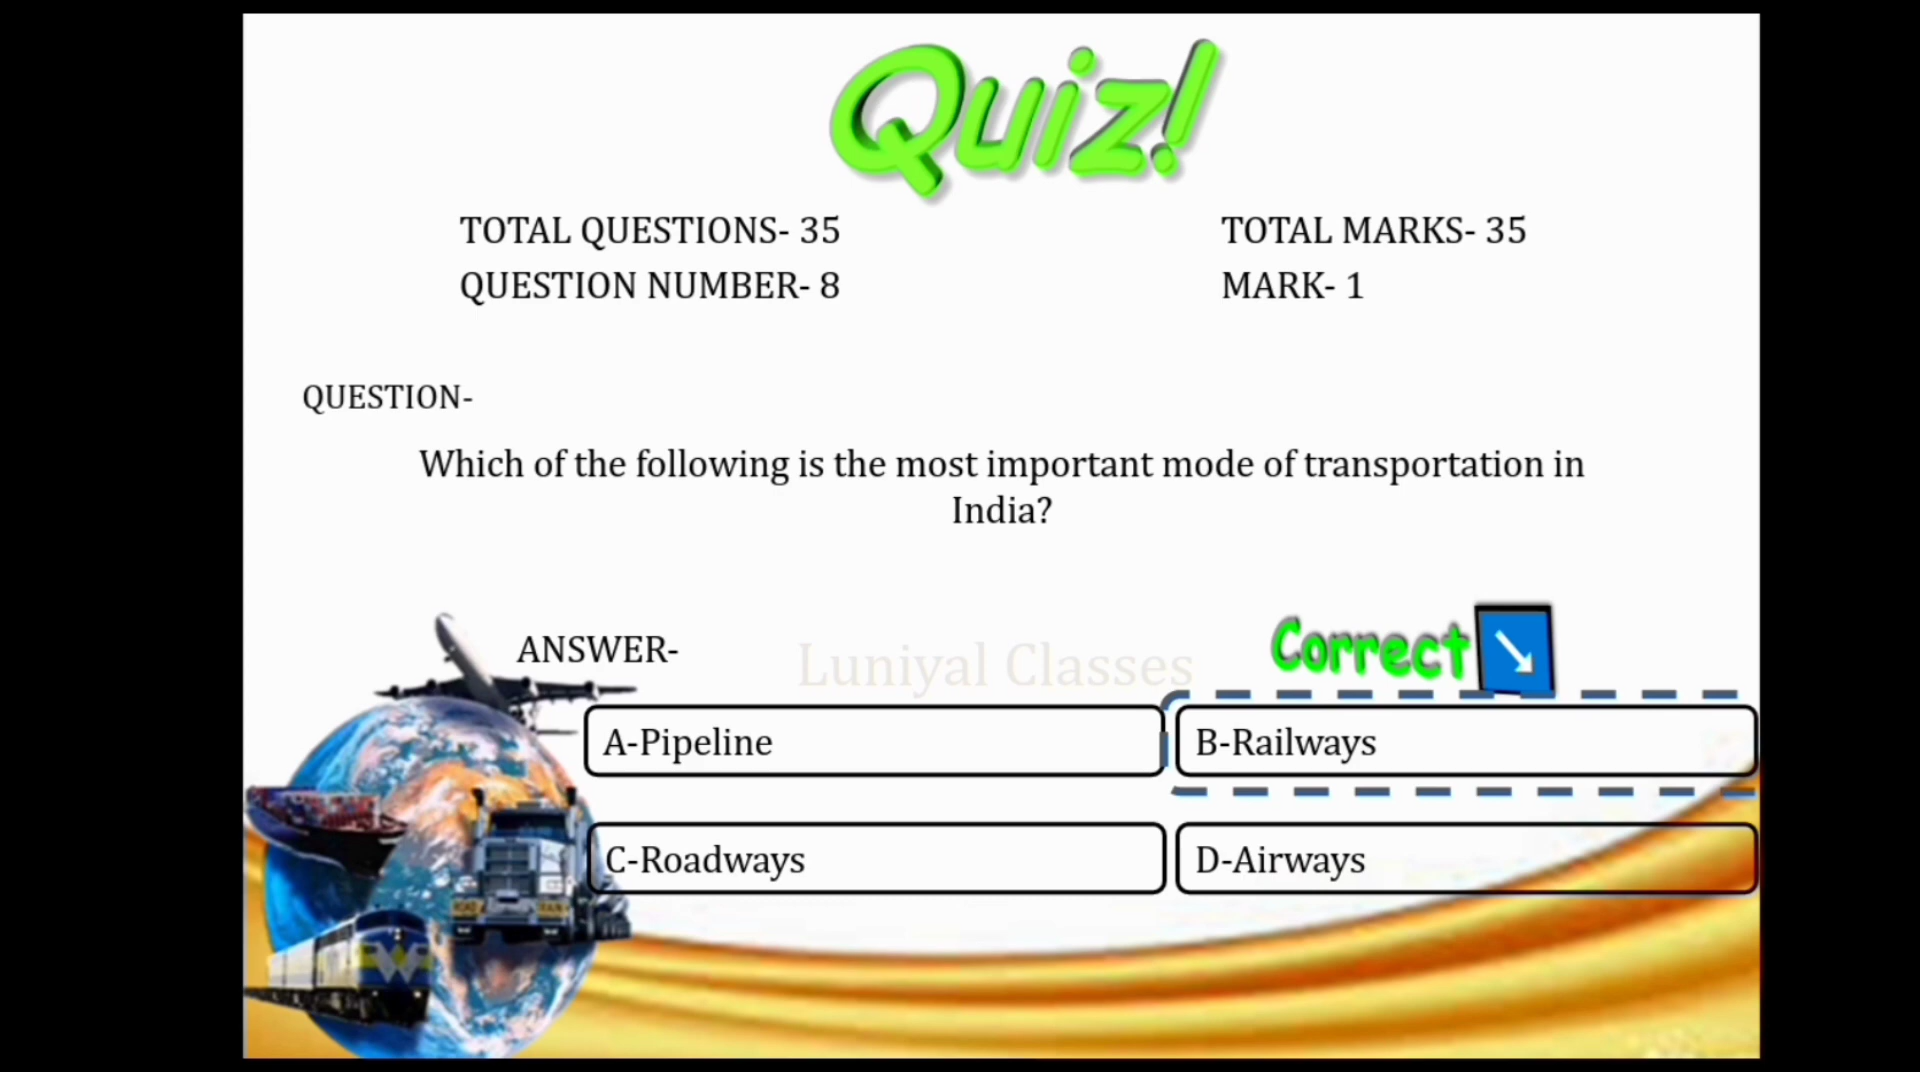 Quiz!
TOTAL QUESTIONS- 35
TOTAL MARKS- 35
QUESTION NUMBER- 8
MARK- 1
QUESTION-
Which of the following is the most important mode of transportation in
India?
ANSWER-
Luniyal Classes
Correct
A-Pipeline
B-Railways
C-Roadways
D-Airways